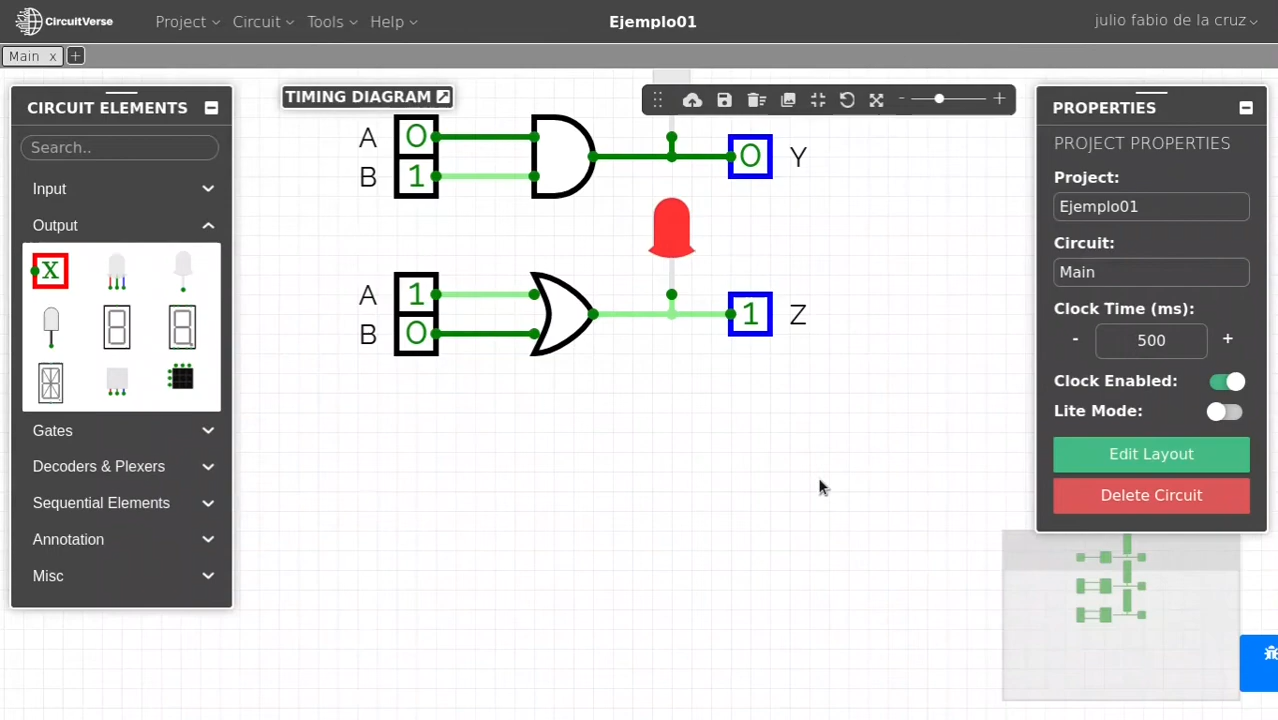 CircuitVerse Project Circuit Tools Help Ejemplo01 julio fabio de la cruz
Main x +
CIRCUIT ELEMENTS
Search..
Input
Output
X
Gates
Decoders & Plexers
Sequential Elements
Annotation
Misc
TIMING DIAGRAM
- +
A 0
B 1
0 Y
A 1
B 0
1 Z
PROPERTIES
PROJECT PROPERTIES
Project:
Ejemplo01
Circuit:
Main
Clock Time (ms):
- 500 +
Clock Enabled:
Lite Mode:
Edit Layout
Delete Circuit